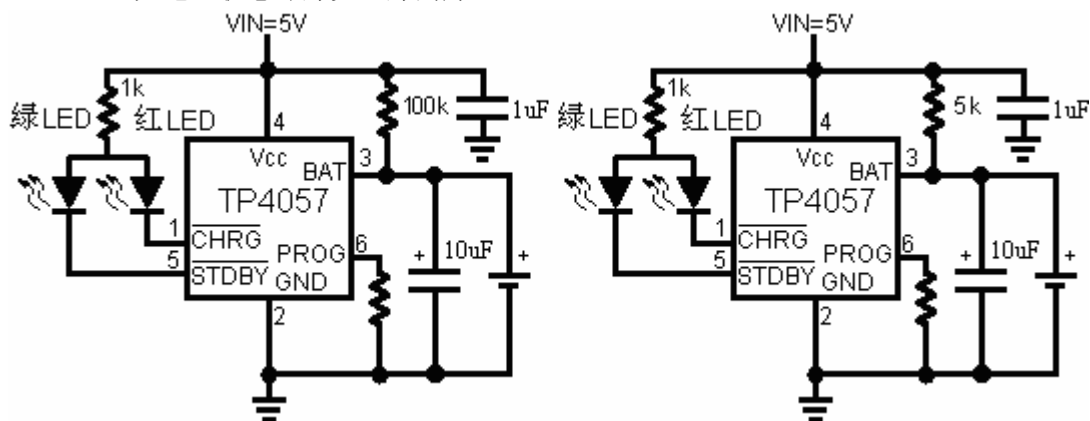 VIN=5V
1k
绿LED
红LED
100k
1uF
4
Vcc
BAT
3
TP4057
1
CHRG
5
STDBY
PROG
6
GND
2
+
10uF
+
VIN=5V
1k
绿LED
红LED
5k
1uF
4
Vcc
BAT
3
TP4057
1
CHRG
5
STDBY
PROG
6
GND
2
+
10uF
+